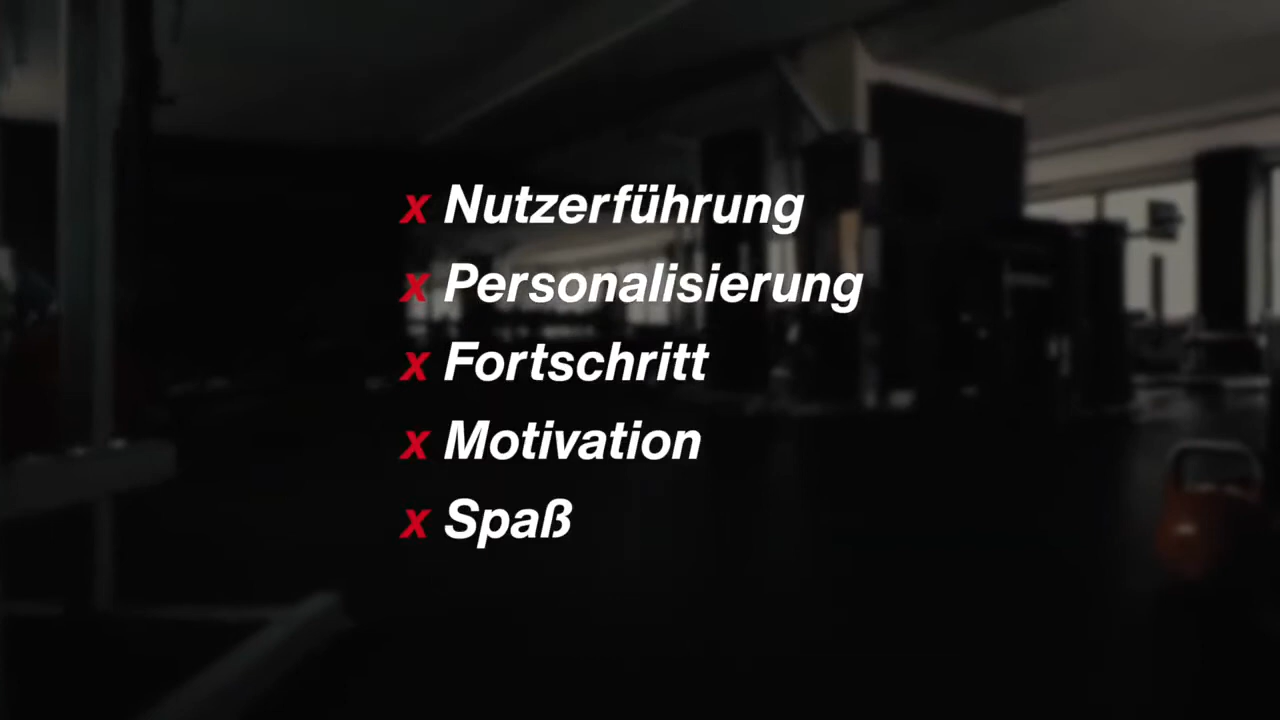 x Nutzerführung
x Personalisierung
x Fortschritt
x Motivation
x Spaß